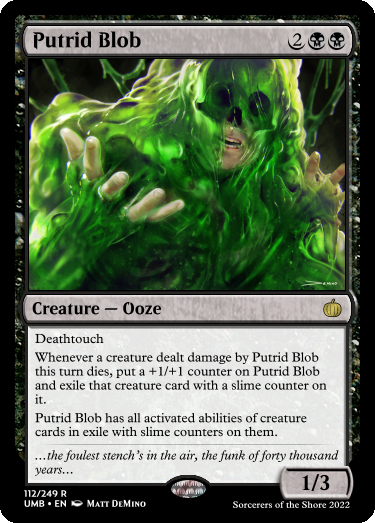 Putrid Blob 2
D.MINO
Creature — Ooze
Deathtouch
Whenever a creature dealt damage by Putrid Blob
this turn dies, put a +1/+1 counter on Putrid Blob
and exile that creature card with a slime counter on
it.
Putrid Blob has all activated abilities of creature
cards in exile with slime counters on them.
…the foulest stench's in the air, the funk of forty thousand
years…
1/3
112/249 R
UMB • EN Matt DeMino
Sorcerers of the Shore 2022